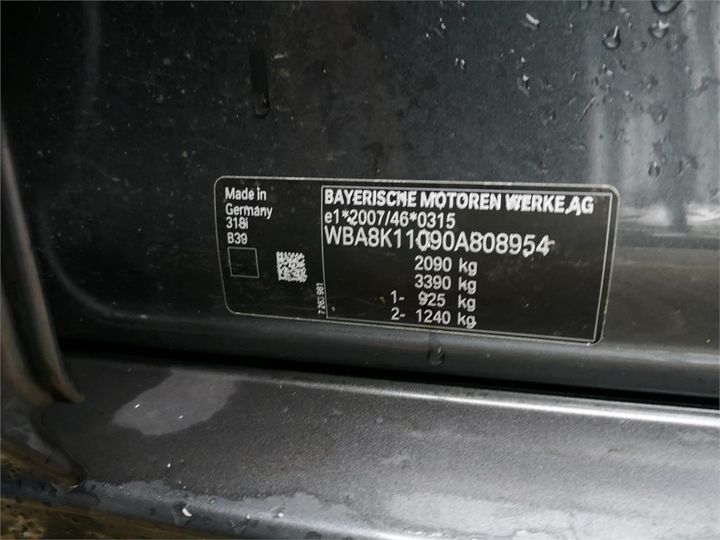 Made in
Germany
318i
B39
BAYERISCHE MOTOREN WERKE AG
e1*2007/46*0315
WBA8K11090A808954
2090 kg
3390 kg
1- 925 kg
2- 1240 kg